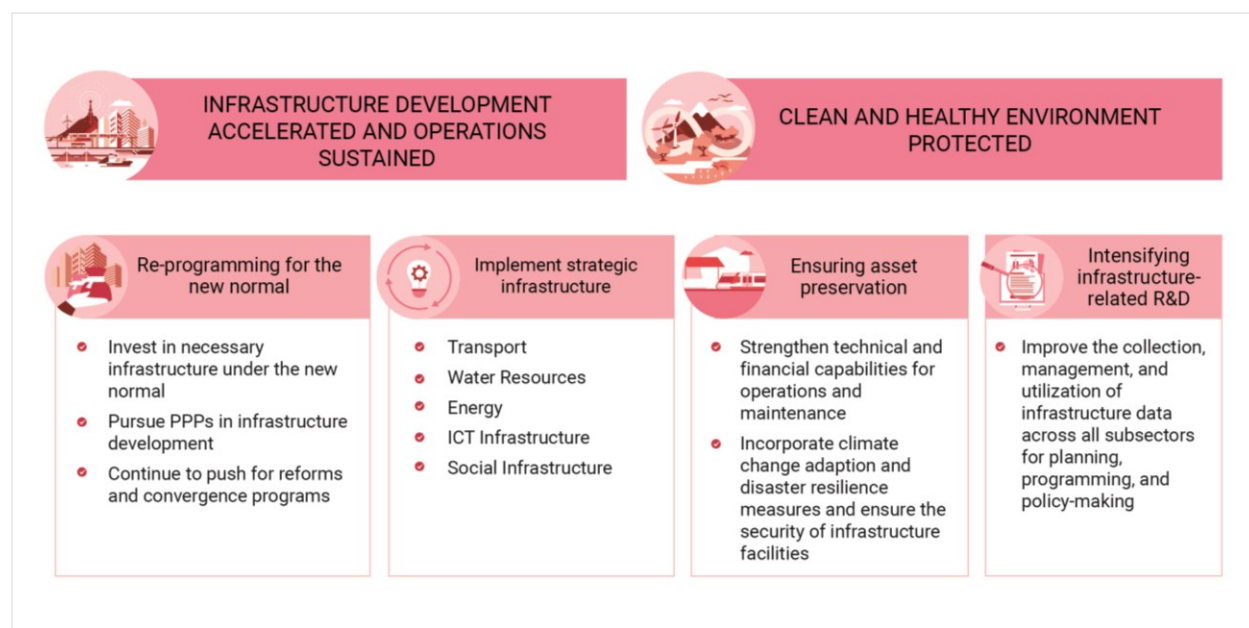 INFRASTRUCTURE DEVELOPMENT
ACCELERATED AND OPERATIONS
SUSTAINED
CLEAN AND HEALTHY ENVIRONMENT
PROTECTED
Re-programming for the
new normal
Invest in necessary
infrastructure under the new
normal
Pursue PPPs in infrastructure
development
Continue to push for reforms
and convergence programs
Implement strategic
infrastructure
Transport
Water Resources
Energy
ICT Infrastructure
Social Infrastructure
Ensuring asset
preservation
Strengthen technical and
financial capabilities for
operations and
maintenance
Incorporate climate
change adaption and
disaster resilience
measures and ensure the
security of infrastructure
facilities
Intensifying
infrastructure-
related R&D
Improve the collection,
management, and
utilization of
infrastructure data
across all subsectors
for planning,
programming, and
policy-making